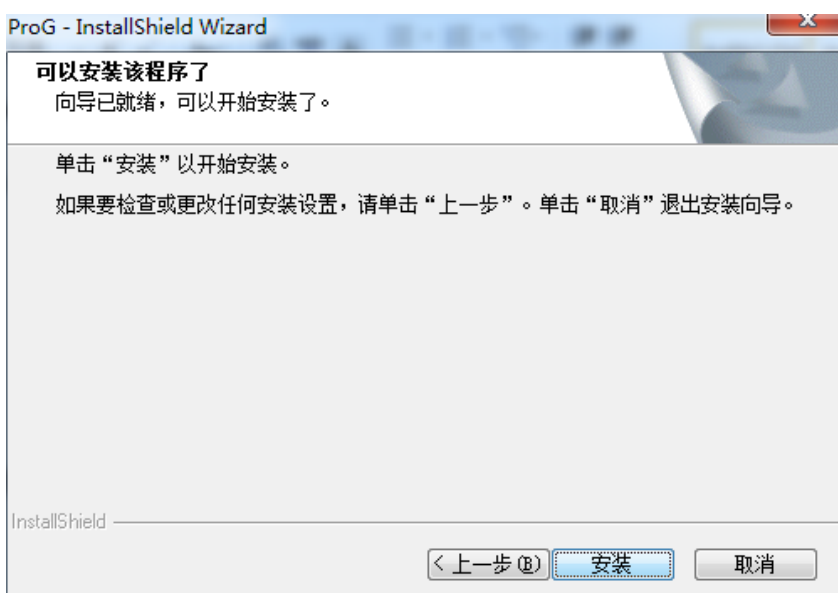 ProG - InstallShield Wizard
可以安装该程序了
向导已就绪，可以开始安装了。
单击“安装”以开始安装。
如果要检查或更改任何安装设置，请单击“上一步”。单击“取消”退出安装向导。
InstallShield
< 上一步(B) 安装 取消